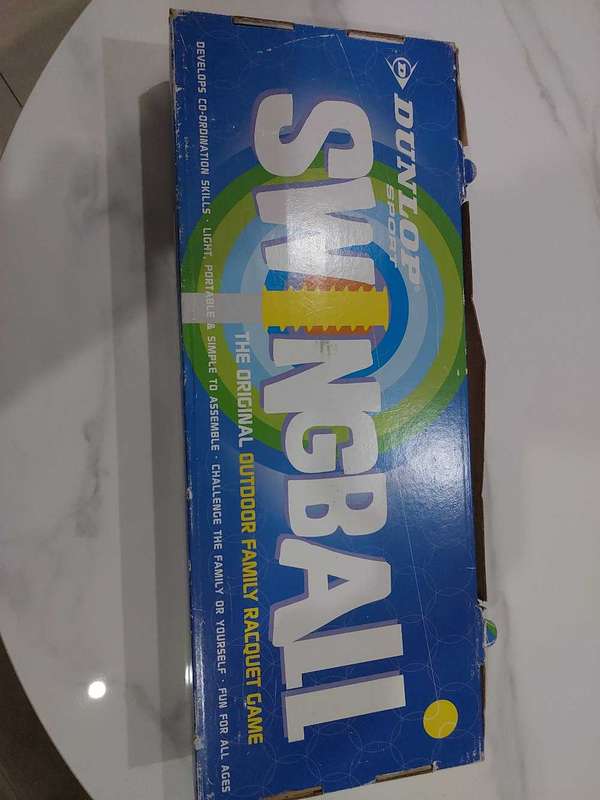 DUNLOP
SPORT
SWINGBALL
THE ORIGINAL OUTDOOR FAMILY RACQUET GAME
DEVELOPS CO-ORDINATION SKILLS · LIGHT, PORTABLE & SIMPLE TO ASSEMBLE · CHALLENGE THE FAMILY OR YOURSELF · FUN FOR ALL AGES